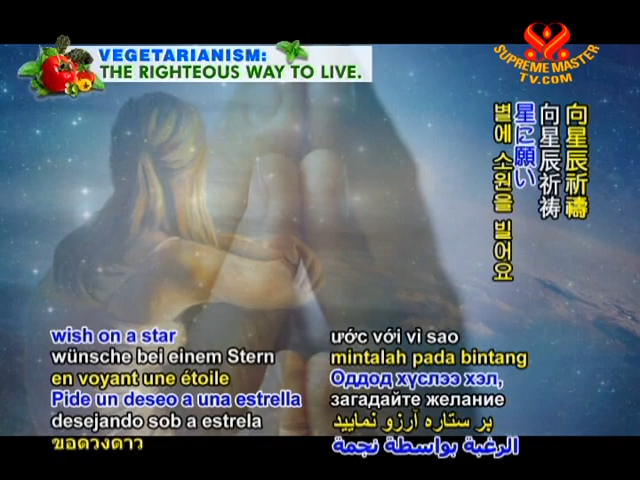 VEGETARIANISM:
THE RIGHTEOUS WAY TO LIVE.
SUPREME MASTER
TV.COM
向星辰祈禱
向星辰祈祷
星に願い
별에 소원을 빌어요
wish on a star
wünsche bei einem Stern
en voyant une étoile
Pide un deseo a una estrella
desejando sob a estrela
ขอดวงดาว
ước với vì sao
mintalah pada bintang
Оддод хүслээ хэл,
загадайте желание
بر ستاره آرزو نمایید
الرغبة بواسطة نجمة